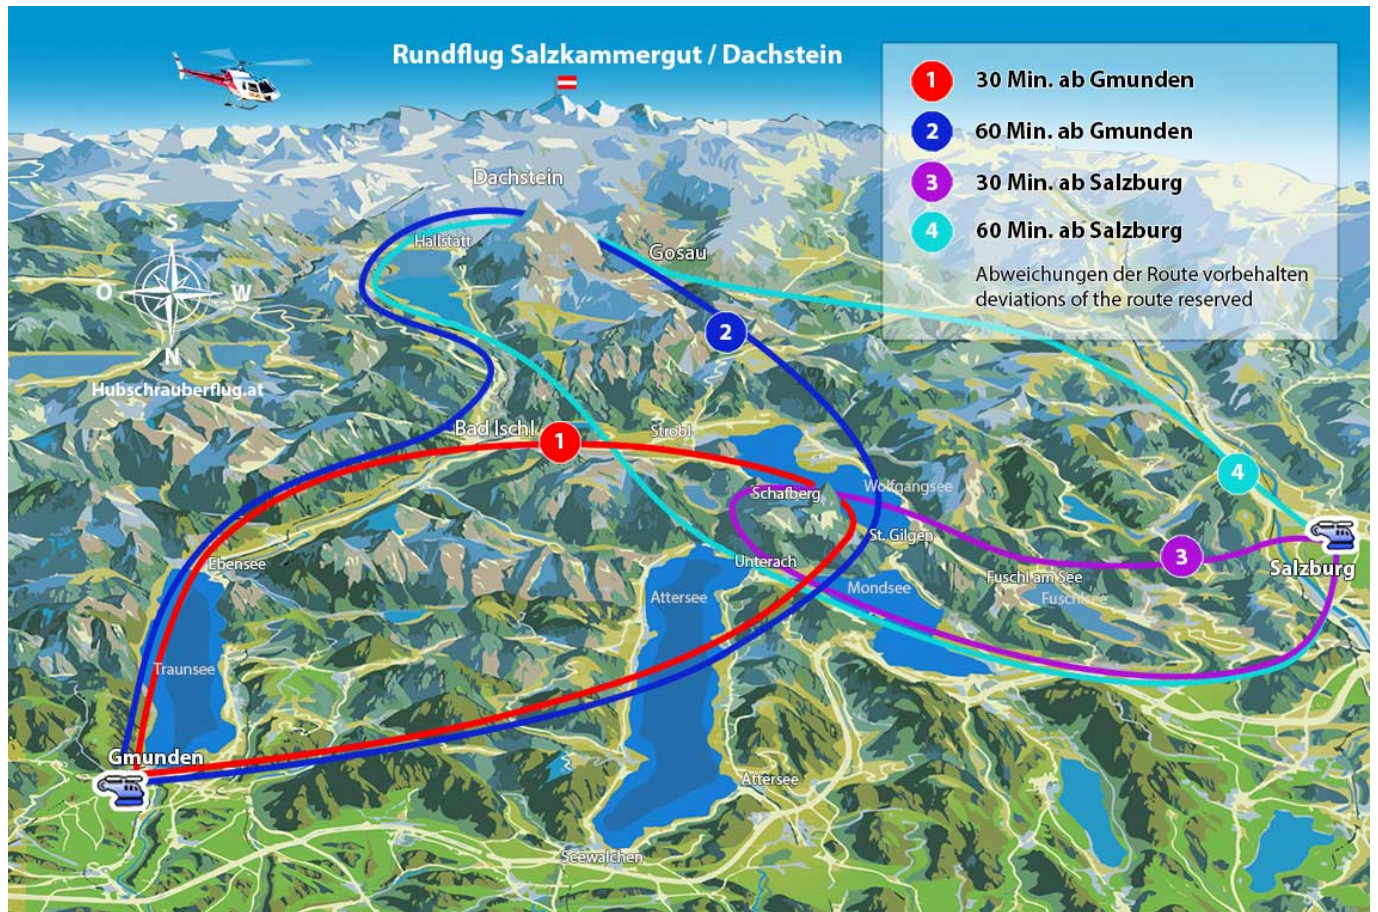 Rundflug Salzkammergut / Dachstein
1 30 Min. ab Gmunden
2 60 Min. ab Gmunden
3 30 Min. ab Salzburg
4 60 Min. ab Salzburg
Abweichungen der Route vorbehalten
deviations of the route reserved
Dachstein
S
O W
N
Hubschrauberflug.at
Hallstatt
Gosau
2
Bad Ischl
1
Strobl
4
Schafberg
Wolfgangsee
St. Gilgen
3
Salzburg
Ebensee
Unterach
Fuschl am See
Fuschlsee
Mondsee
Attersee
Traunsee
Gmunden
Attersee
Seewalchen